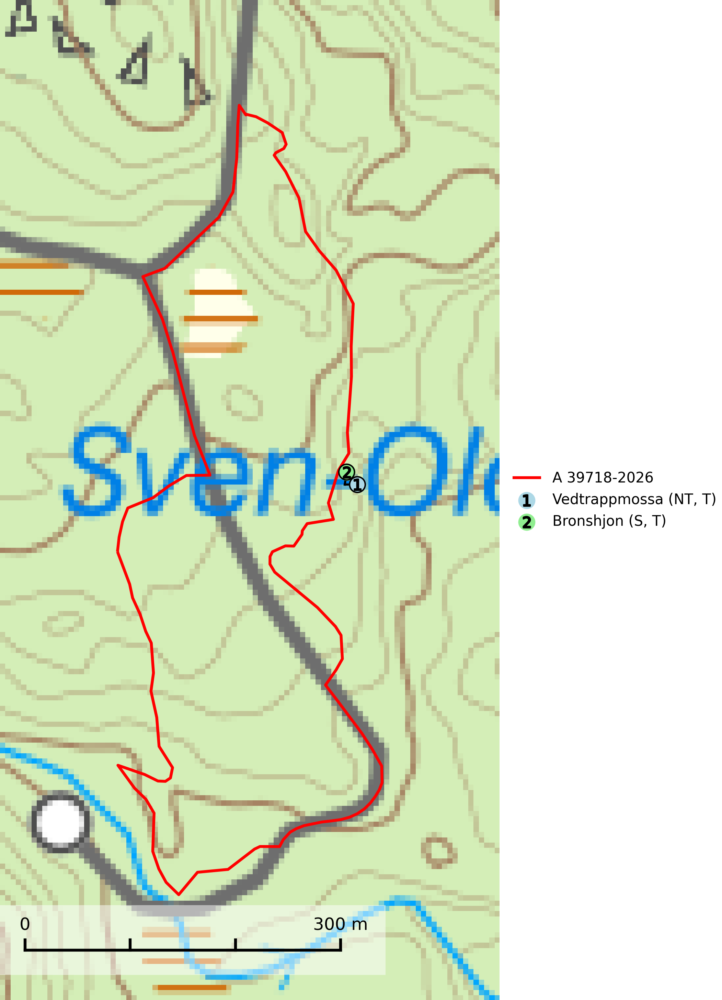 Sven-Ol
A 39718-2026
1 Vedtrappmossa (NT, T)
2 Bronshjon (S, T)
2
1
0 300 m